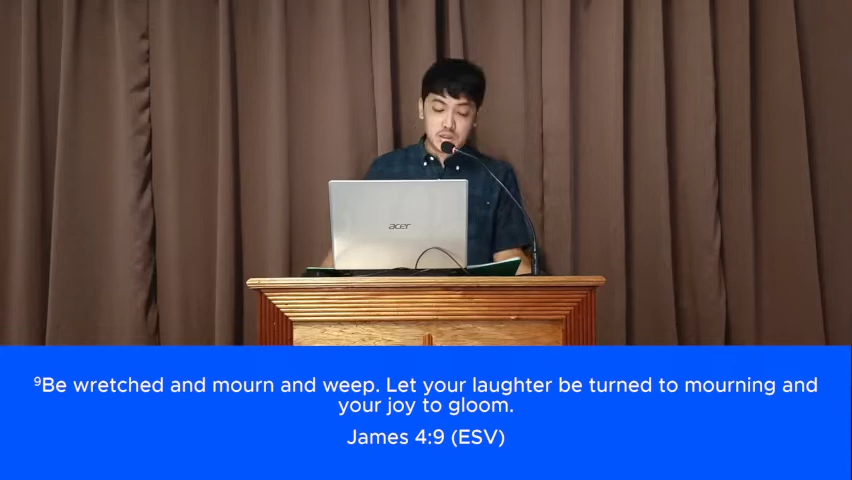 acer
⁹Be wretched and mourn and weep. Let your laughter be turned to mourning and
your joy to gloom.
James 4:9 (ESV)